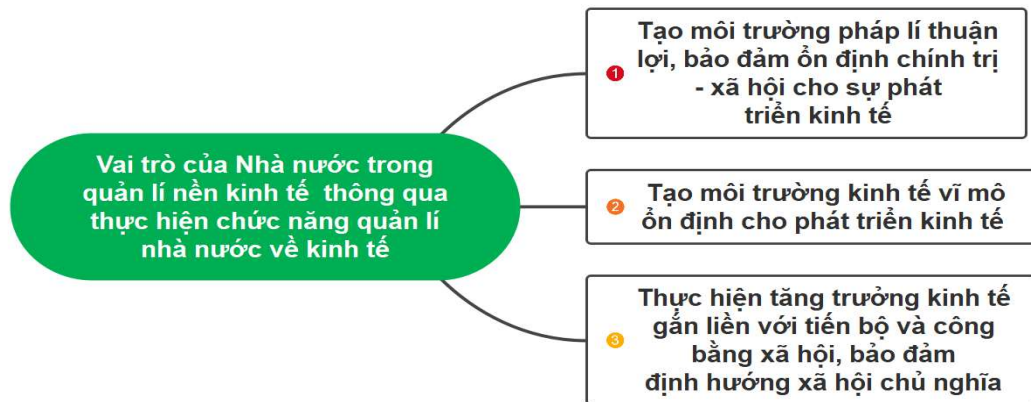 Vai trò của Nhà nước trong
quản lí nền kinh tế thông qua
thực hiện chức năng quản lí
nhà nước về kinh tế
1
Tạo môi trường pháp lí thuận
lợi, bảo đảm ổn định chính trị
- xã hội cho sự phát
triển kinh tế
2
Tạo môi trường kinh tế vĩ mô
ổn định cho phát triển kinh tế
3
Thực hiện tăng trưởng kinh tế
gắn liền với tiến bộ và công
bằng xã hội, bảo đảm
định hướng xã hội chủ nghĩa